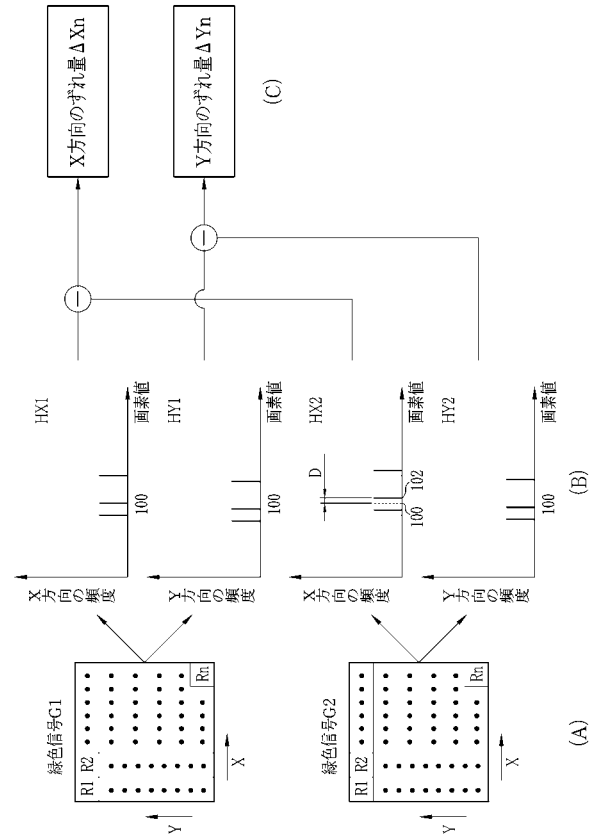 緑色信号G1
R1 R2
Rn
X
Y
X方向の頻度
HX1
100
画素値
Y方向の頻度
HY1
100
画素値
緑色信号G2
R1 R2
Rn
X
Y
X方向の頻度
HX2
D
100
102
画素値
Y方向の頻度
HY2
100
画素値
X方向のずれ量ΔXn
Y方向のずれ量ΔYn
(A)
(B)
(C)